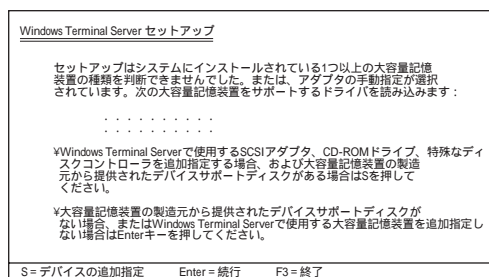 Windows Terminal Server セットアップ
セットアップはシステムにインストールされている1つ以上の大容量記憶
装置の種類を判断できませんでした。または、アダプタの手動指定が選択
されています。次の大容量記憶装置をサポートするドライバを読み込みます：
．．．．．．．．．．
．．．．．．．．．．
¥Windows Terminal Serverで使用するSCSIアダプタ、CD-ROMドライブ、特殊なディ
スクコントローラを追加指定する場合、および大容量記憶装置の製造
元から提供されたデバイスサポートディスクがある場合はSを押して
ください。
¥大容量記憶装置の製造元から提供されたデバイスサポートディスクが
ない場合、またはWindows Terminal Serverで使用する大容量記憶装置を追加指定し
ない場合はEnterキーを押してください。
S = デバイスの追加指定 Enter = 続行 F3 = 終了